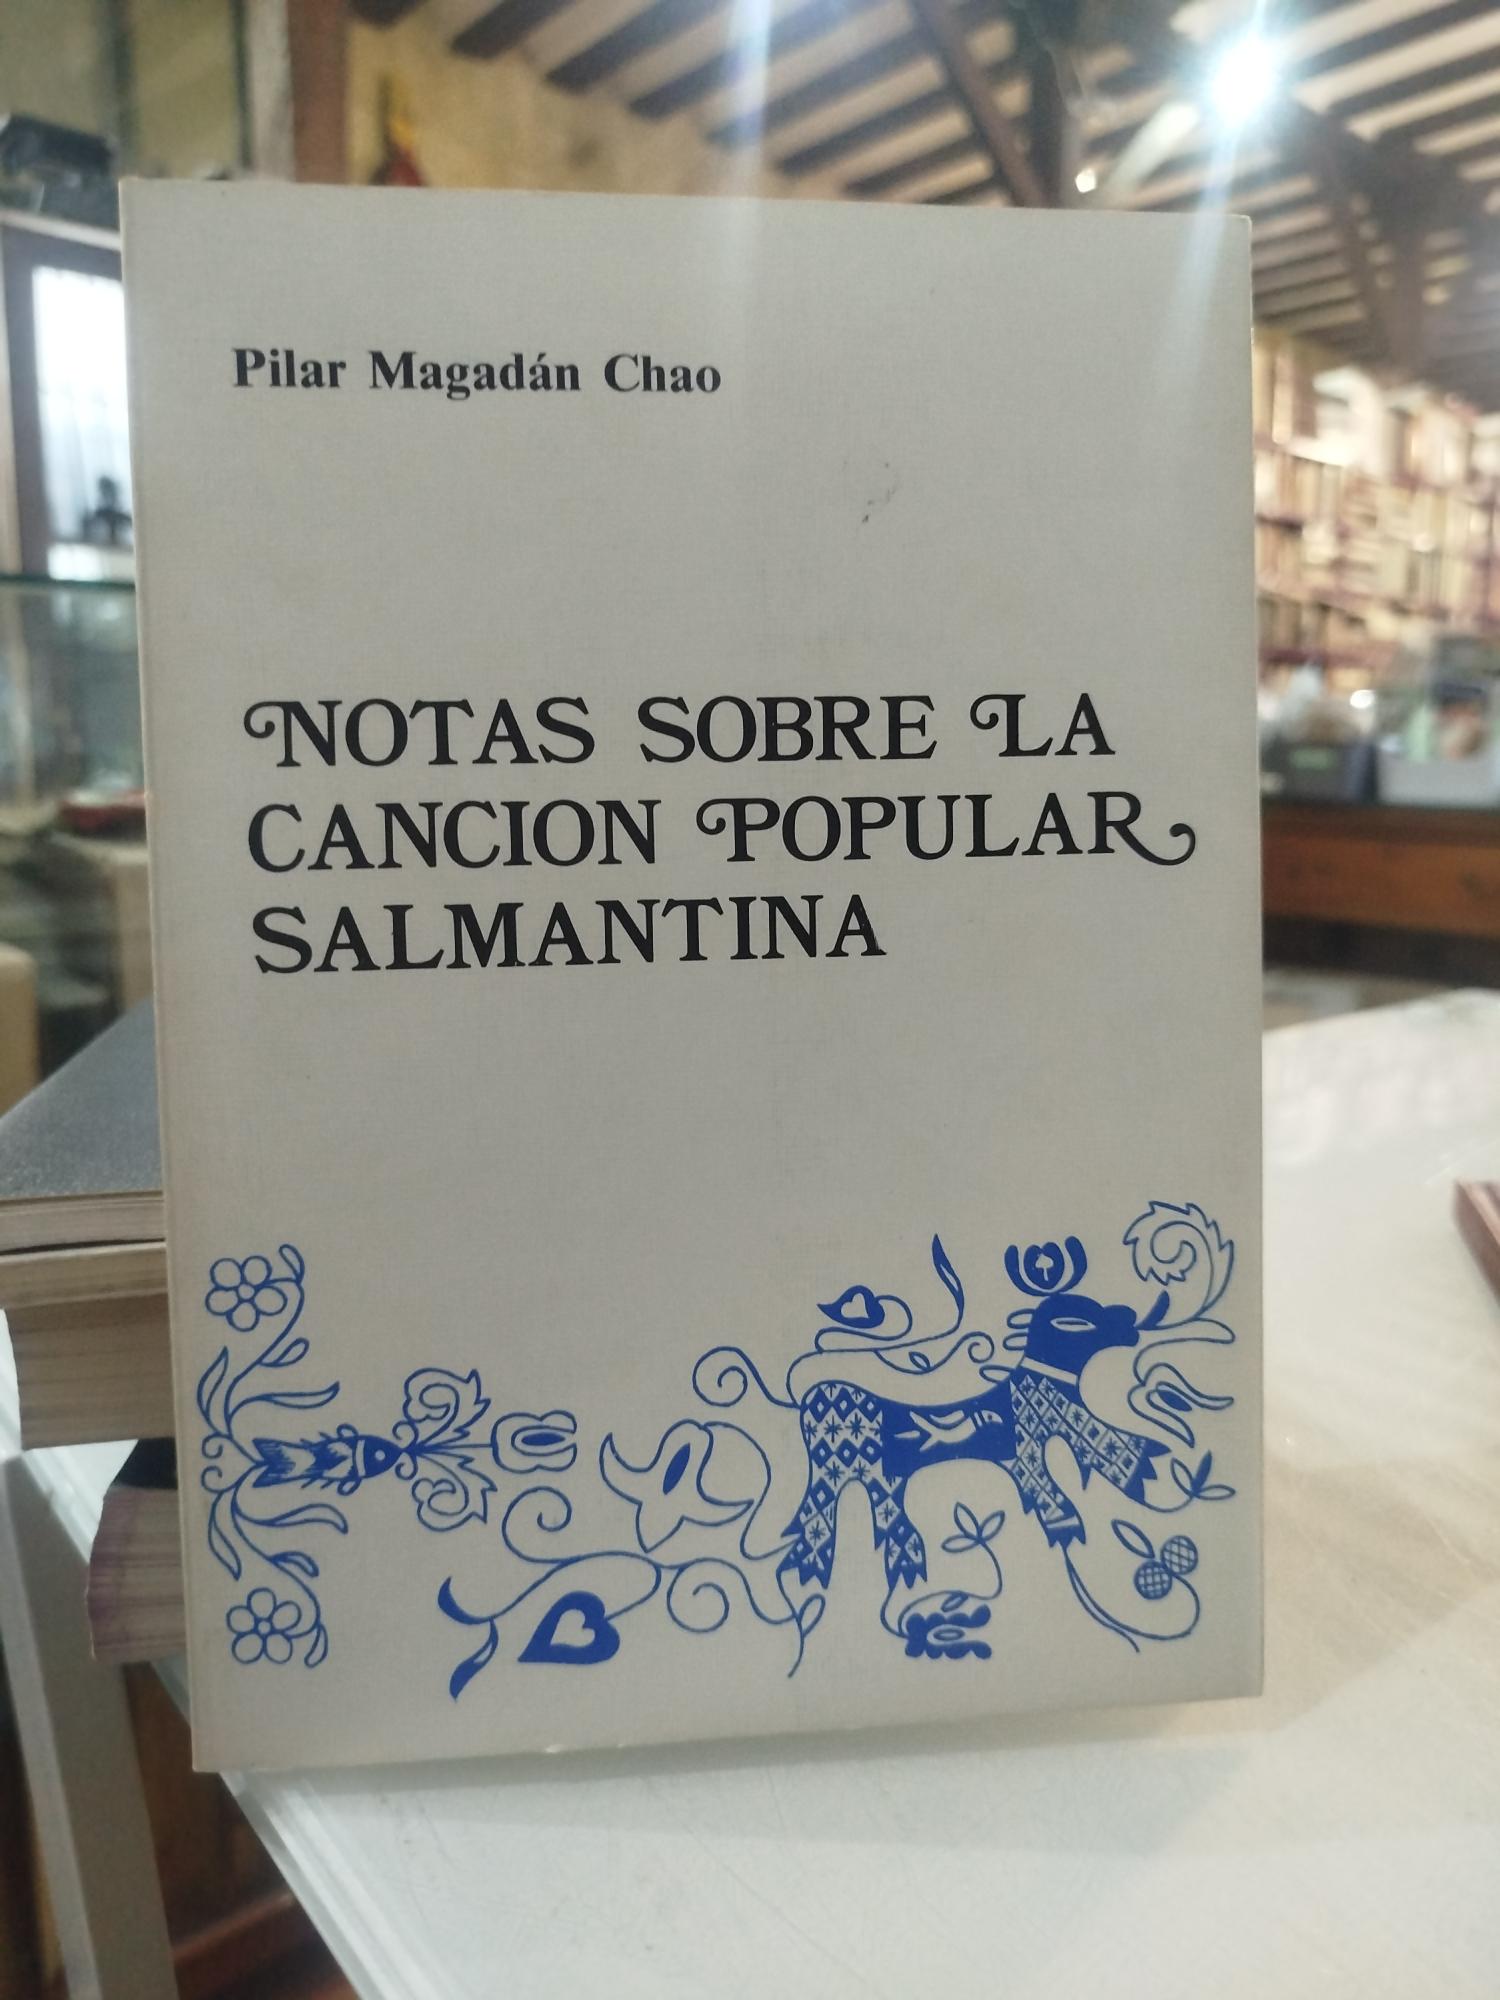 Pilar Magadán Chao
NOTAS SOBRE LA
CANCION POPULAR
SALMANTINA